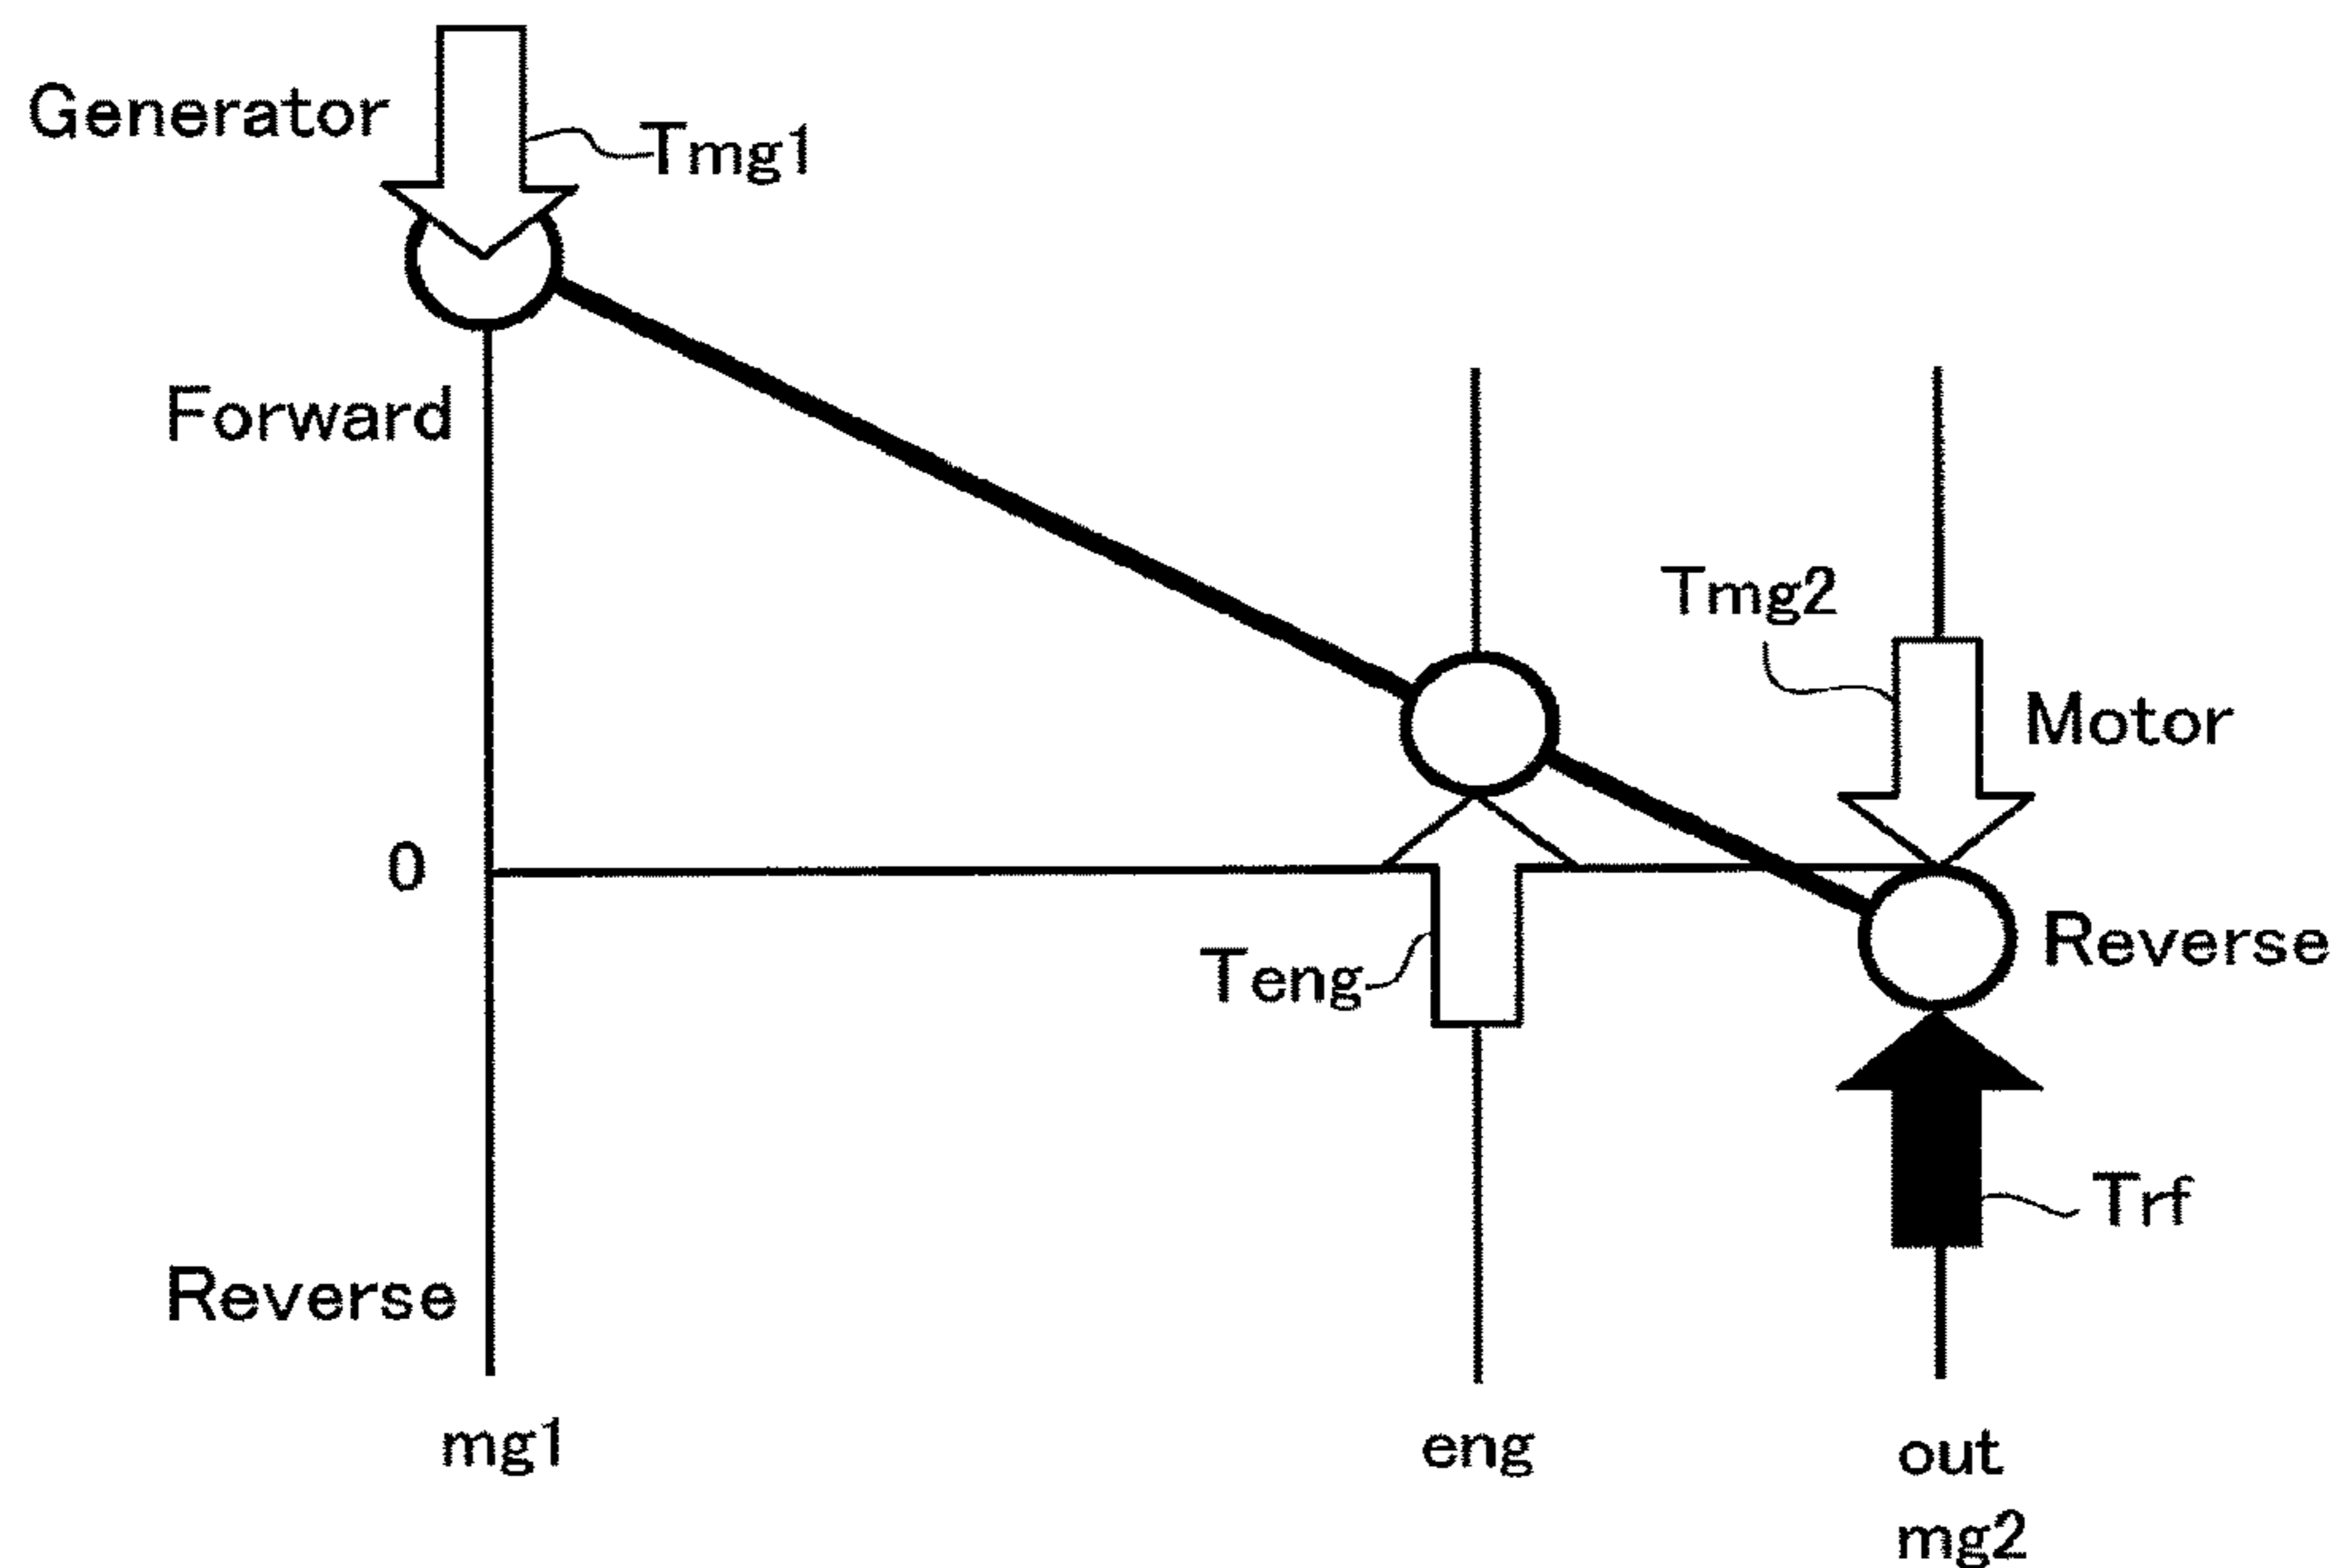 Generator
Tmg1
Forward
Tmg2
Motor
0
Reverse
Teng
Trf
Reverse
mg1
eng
out
mg2